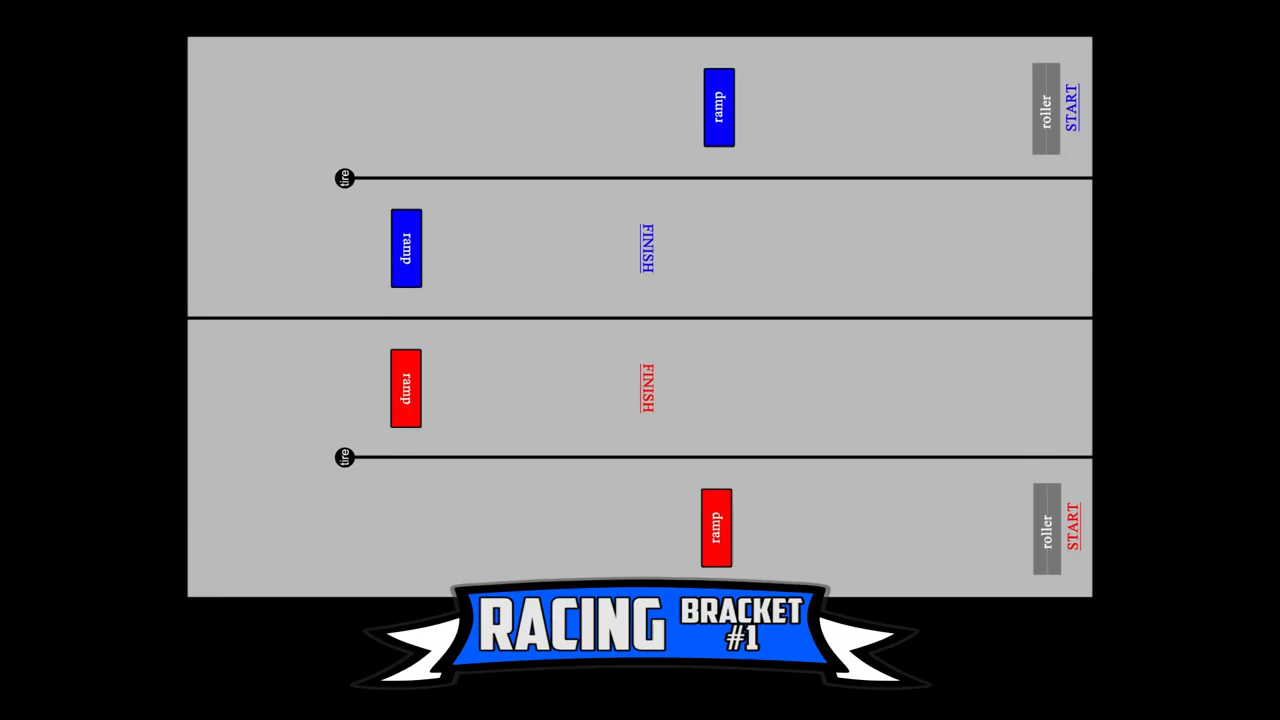 ramp
roller
START
tire
ramp
FINISH
ramp
FINISH
tire
ramp
roller
START
RACING BRACKET
#1